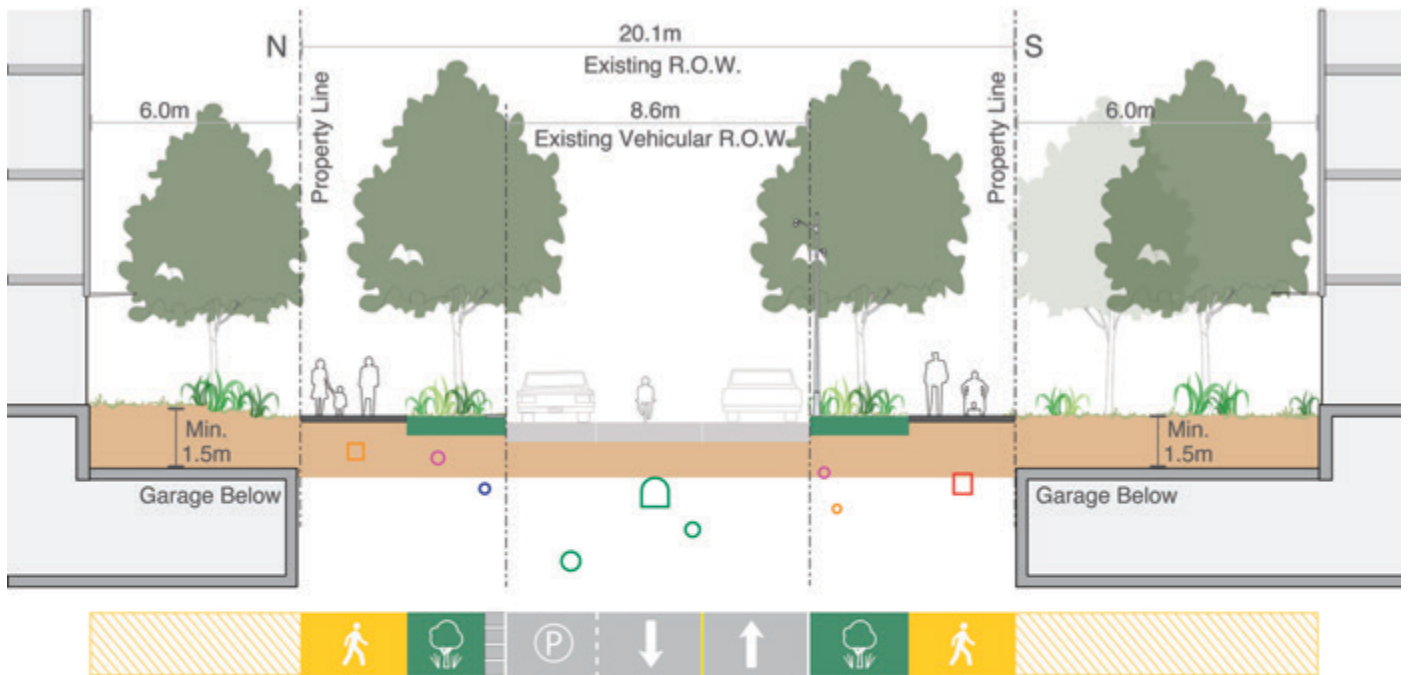 N
20.1m
S
Existing R.O.W.
6.0m
Property Line
8.6m
Existing Vehicular R.O.W.
Property Line
6.0m
Min.
1.5m
Min.
1.5m
Garage Below
Garage Below
P